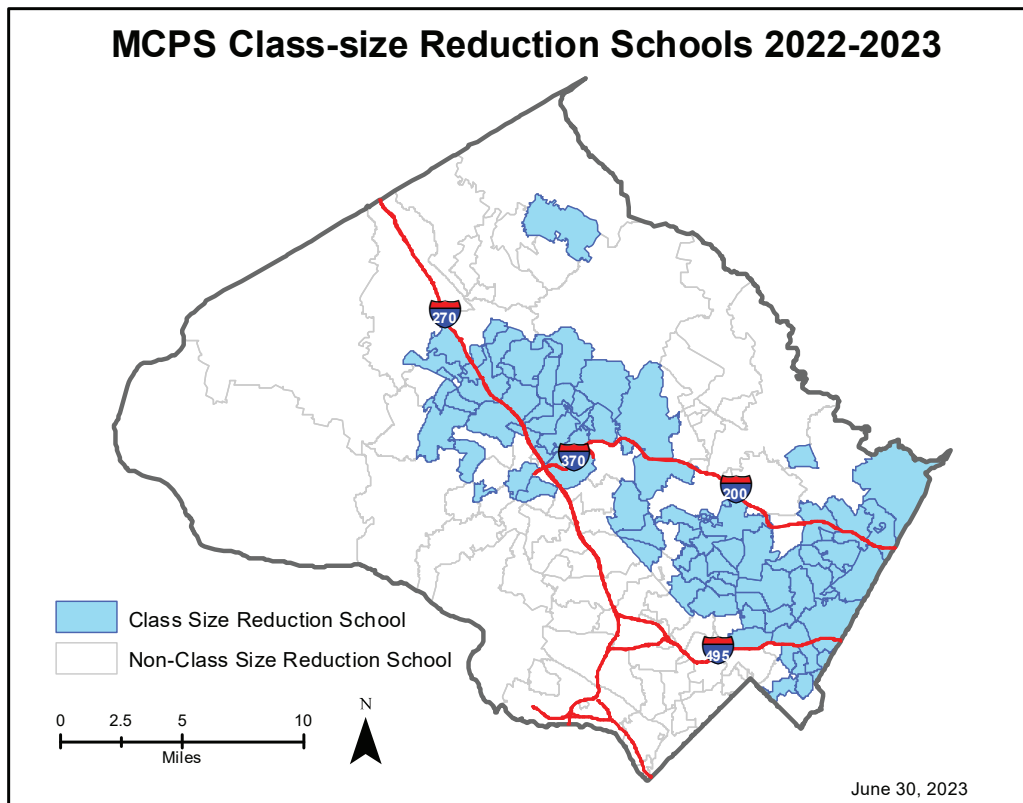 MCPS Class-size Reduction Schools 2022-2023
270
370
200
495
Class Size Reduction School
Non-Class Size Reduction School
0 2.5 5 10
Miles
N
June 30, 2023